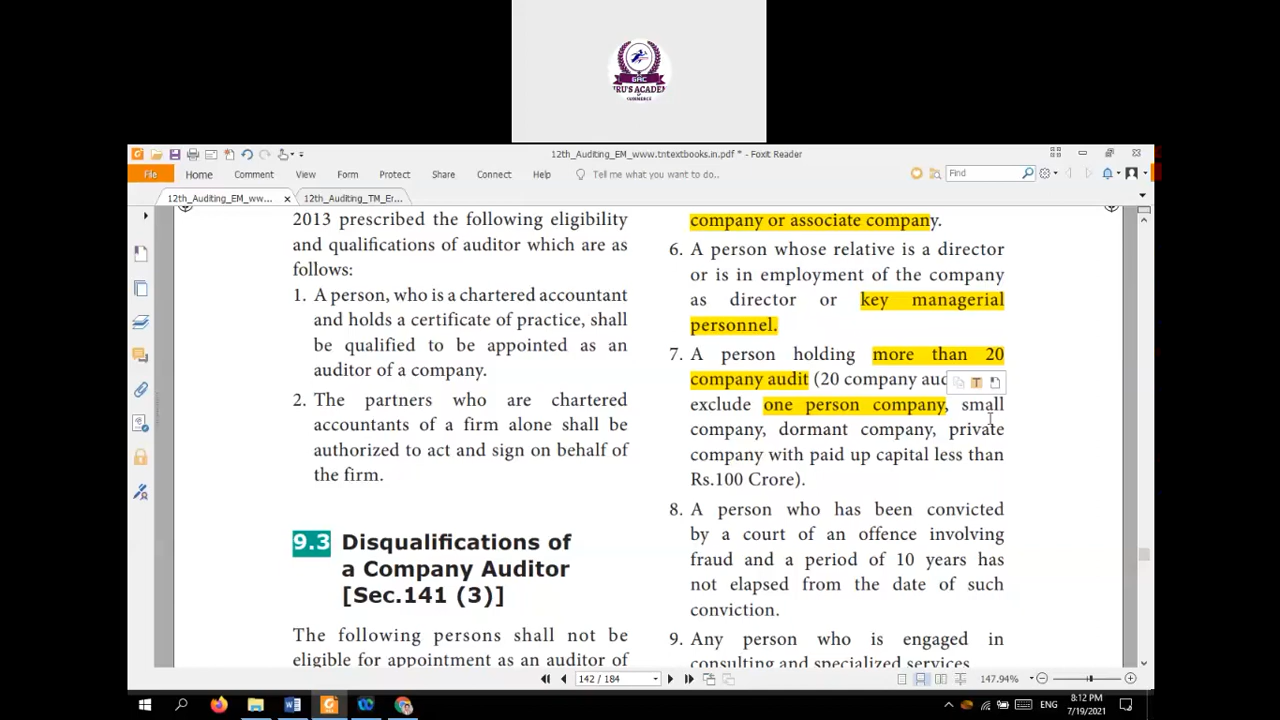 GAC
COMMERCE
12th_Auditing_EM_www.tntextbooks.in.pdf * - Foxit Reader
File Home Comment View Form Protect Share Connect Help Tell me what you want to do.. Find
12th_Auditing_EM_ww... × 12th_Auditing_TM_Er...
2013 prescribed the following eligibility
and qualifications of auditor which are as
follows:
1. A person, who is a chartered accountant
and holds a certificate of practice, shall
be qualified to be appointed as an
auditor of a company.
2. The partners who are chartered
accountants of a firm alone shall be
authorized to act and sign on behalf of
the firm.
9.3 Disqualifications of
a Company Auditor
[Sec.141 (3)]
The following persons shall not be
eligible for appointment as an auditor of
company or associate company.
6. A person whose relative is a director
or is in employment of the company
as director or key managerial
personnel.
7. A person holding more than 20
company audit (20 company
exclude one person company, small
company, dormant company, private
company with paid up capital less than
Rs.100 Crore).
8. A person who has been convicted
by a court of an offence involving
fraud and a period of 10 years has
not elapsed from the date of such
conviction.
9. Any person who is engaged in
consulting and specialized services
142 / 184 147.94%
ENG 8:12 PM
7/19/2021